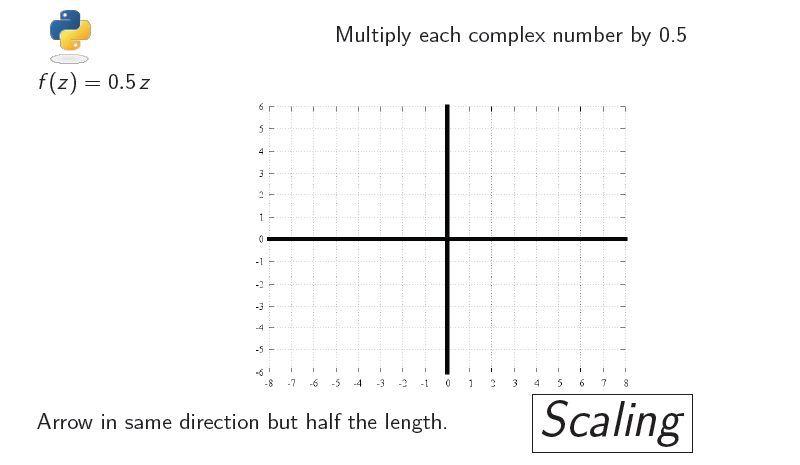 Multiply each complex number by 0.5
f(z) = 0.5z
6
5
4
3
2
1
0
-1
-2
-3
-4
-5
-6
-8 -7 -6 -5 -4 -3 -2 -1 0 1 2 3 4 5 6 7 8
Arrow in same direction but half the length.
Scaling